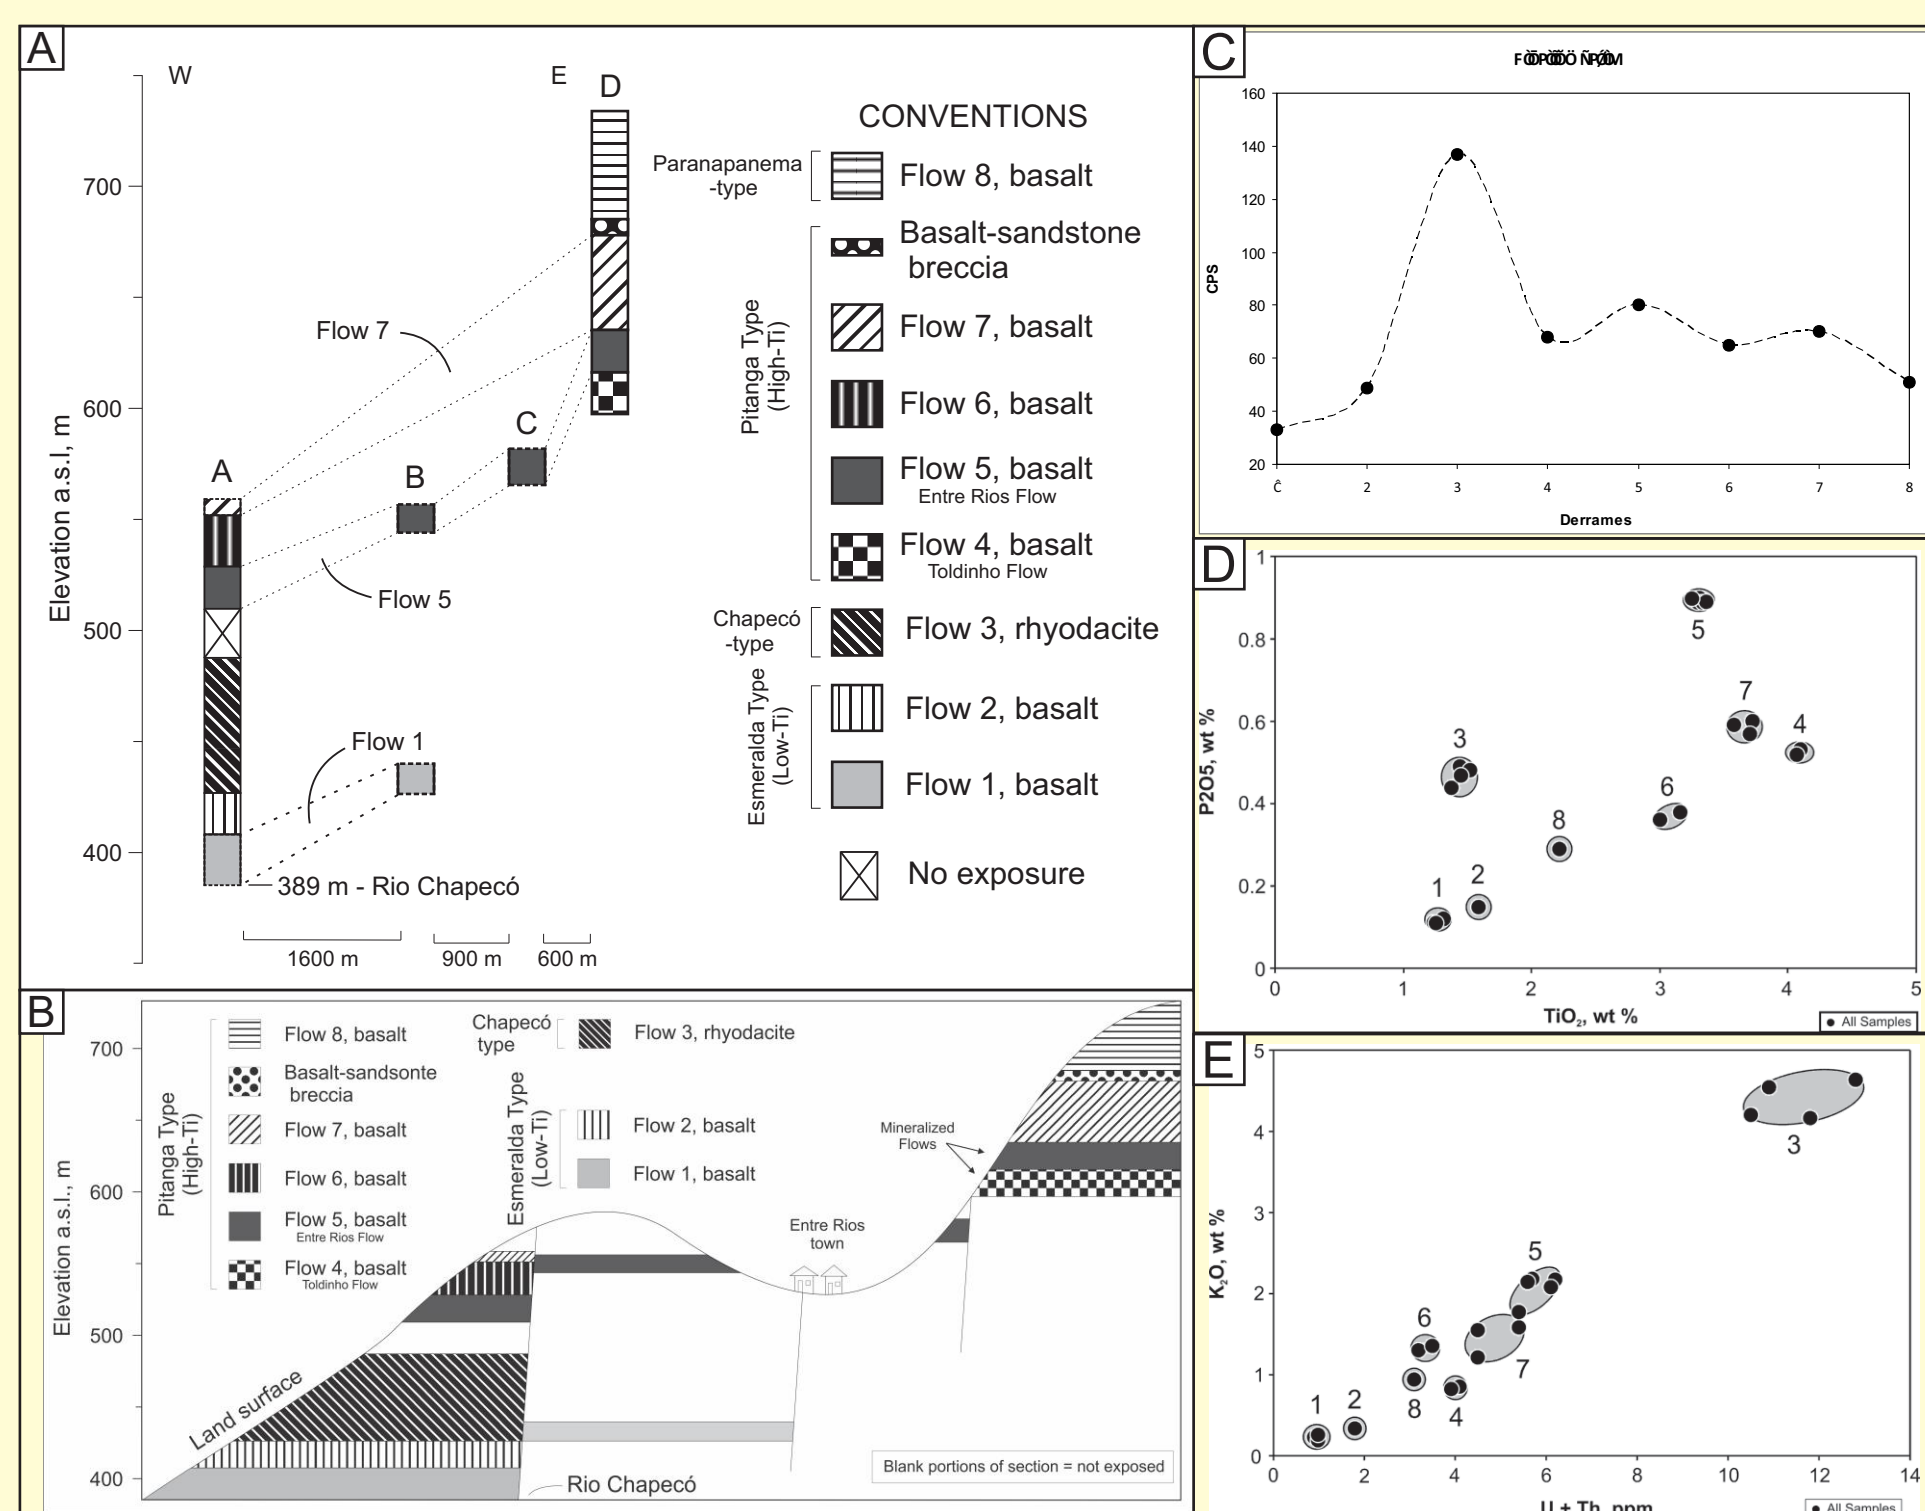 A
W
E
D
CONVENTIONS
Paranapanema
-type
Flow 8, basalt
Basalt-sandstone
breccia
Pitanga Type
(High-Ti)
Flow 7, basalt
Flow 6, basalt
Flow 5, basalt
Entre Rios Flow
Flow 4, basalt
Toldinho Flow
Chapecó
-type
Flow 3, rhyodacite
Esmeralda Type
(Low-Ti)
Flow 2, basalt
Flow 1, basalt
No exposure
Elevation a.s.l, m
700
600
500
400
Flow 7
A
B
C
Flow 5
Flow 1
389 m - Rio Chapecó
1600 m
900 m
600 m
B
Elevation a.s.l., m
700
600
500
400
Pitanga Type
(High-Ti)
Flow 8, basalt
Basalt-sandsonte
breccia
Flow 7, basalt
Flow 6, basalt
Flow 5, basalt
Entre Rios Flow
Flow 4, basalt
Toldinho Flow
Chapecó
type
Flow 3, rhyodacite
Esmeralda Type
(Low-Ti)
Flow 2, basalt
Flow 1, basalt
Mineralized
Flows
Entre Rios
town
Land surface
Rio Chapecó
Blank portions of section = not exposed
C
CPS
160
140
120
100
80
60
40
20
2 3 4 5 6 7 8
Derrames
D
P2O5, wt %
1
0.8
0.6
0.4
0.2
0
5
7
4
3
6
8
2
1
0 1 2 3 4 5
TiO₂, wt %
All Samples
E
K₂O, wt %
5
4
3
2
1
0
3
5
6
7
8
4
2
1
0 2 4 6 8 10 12 14
U + Th, ppm
All Samples